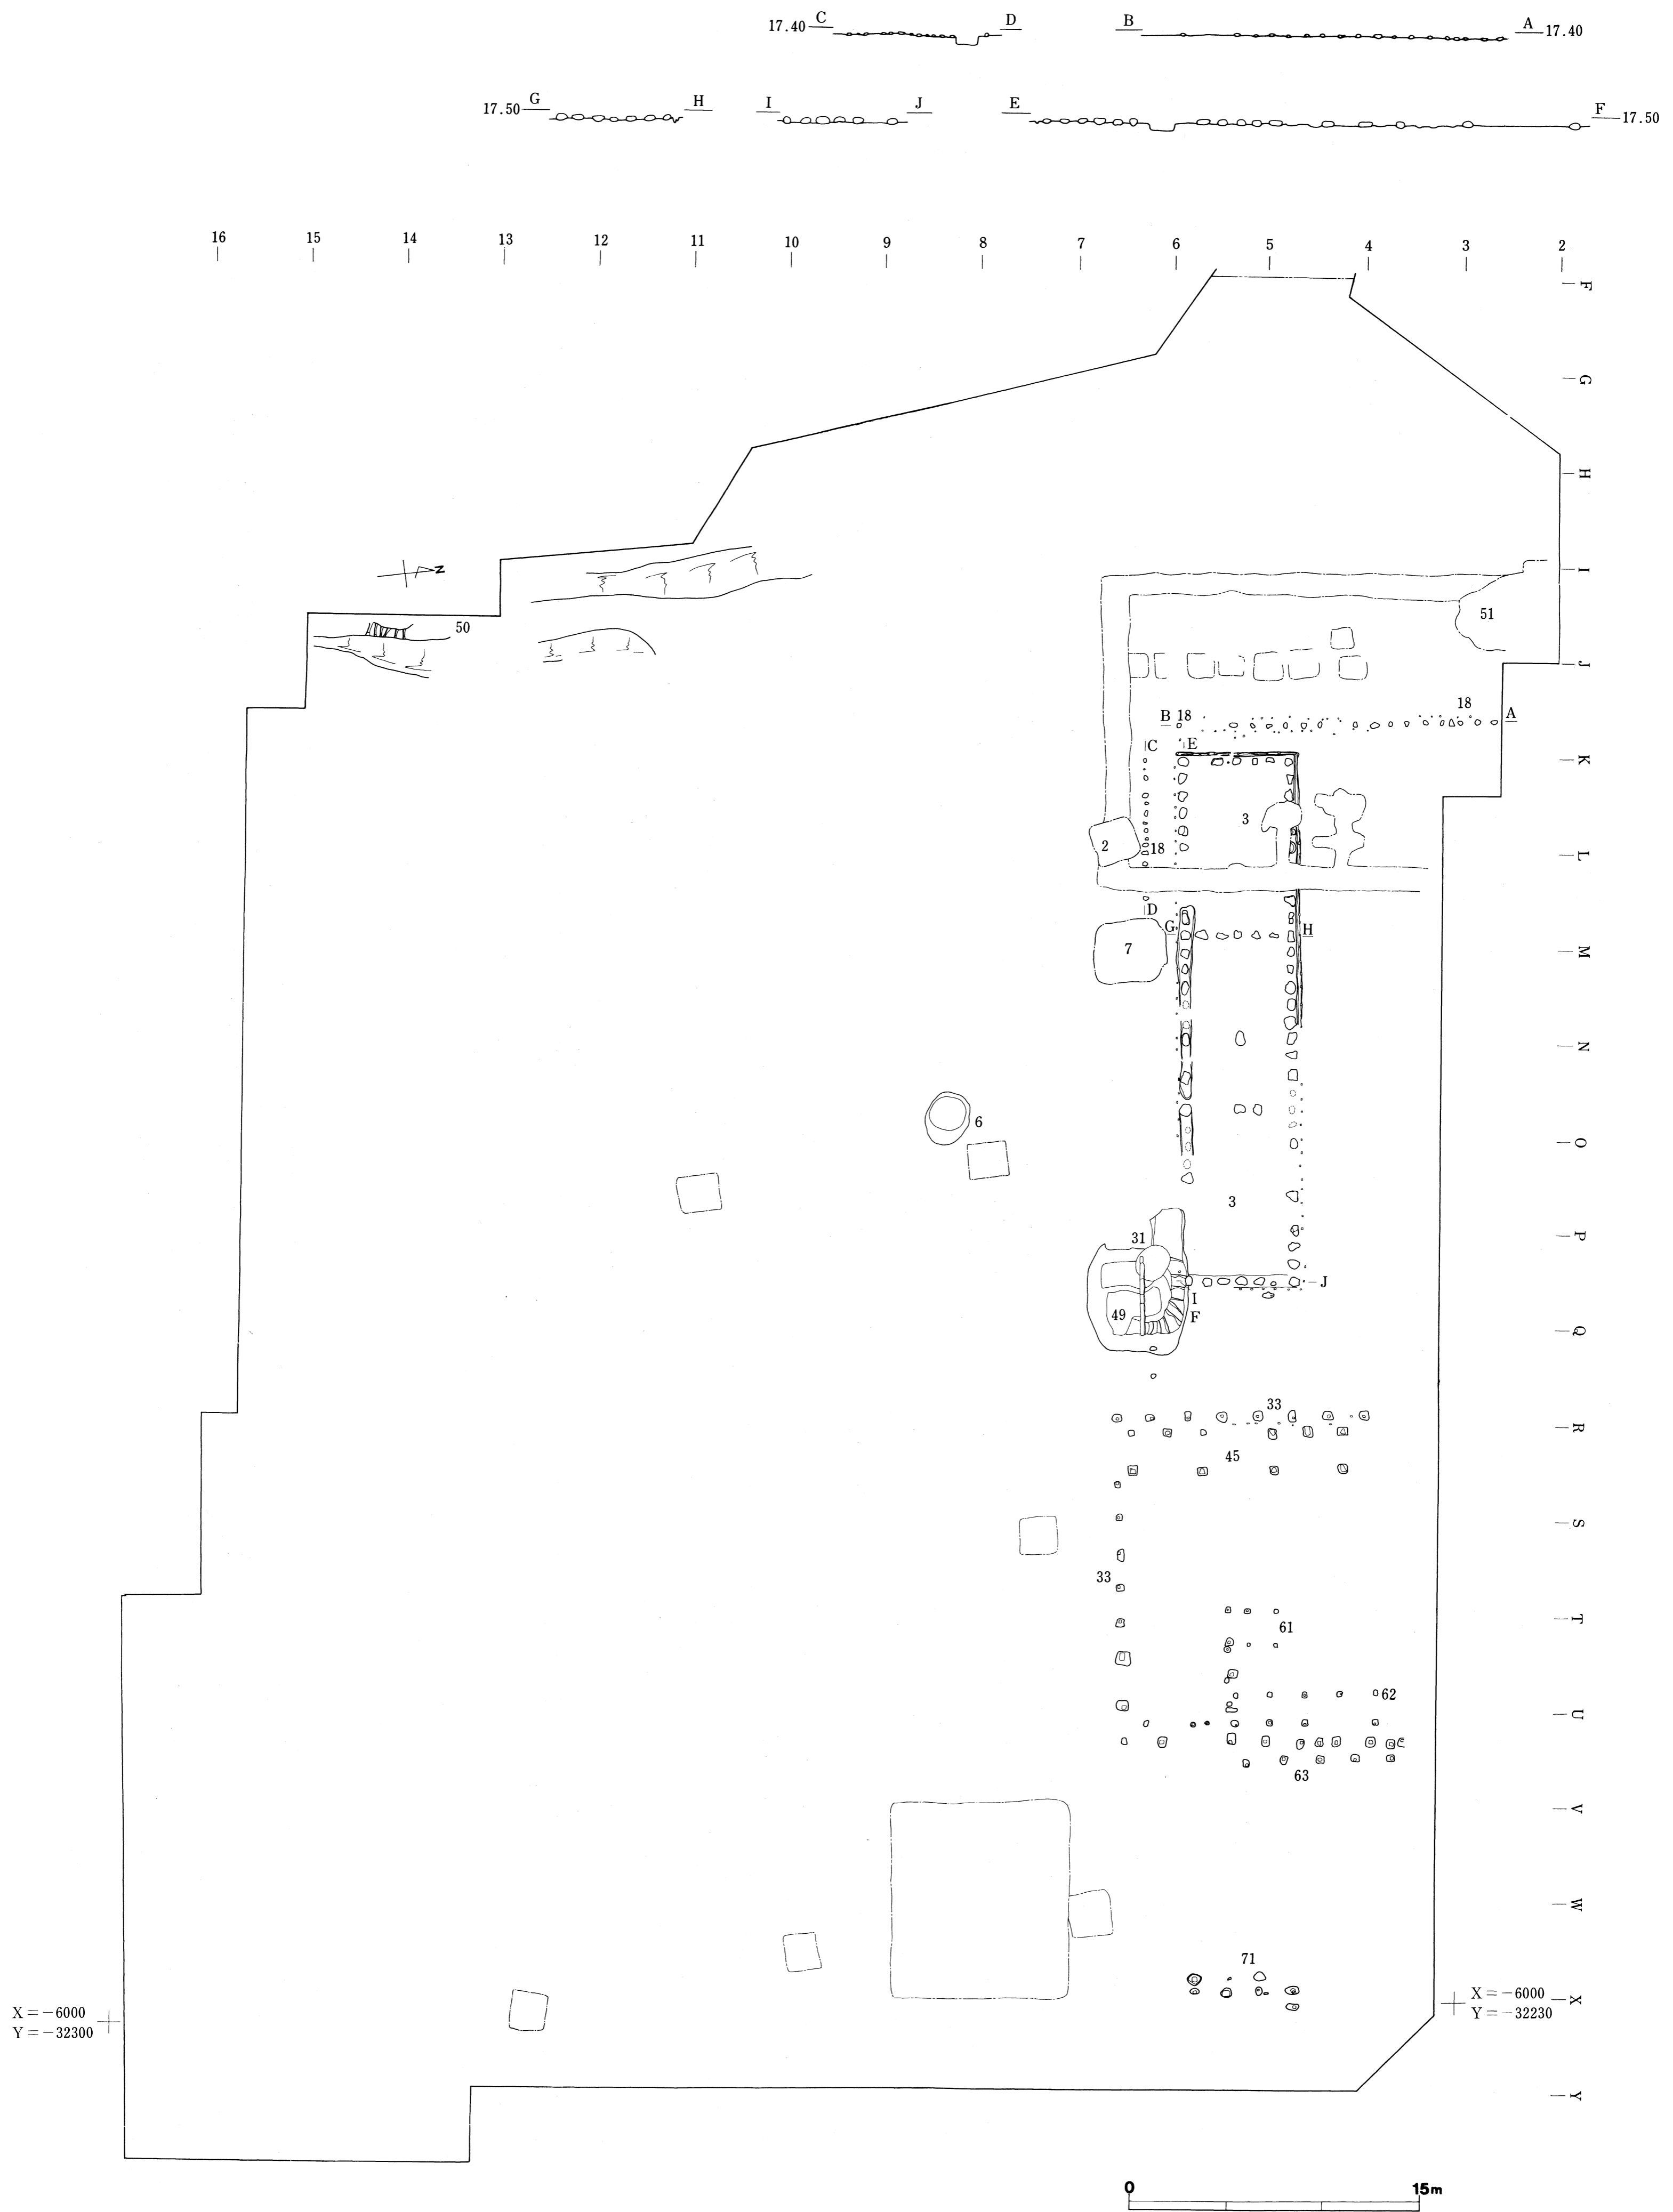 17.40 C D B A 17.40
17.50 G H I J E F 17.50
16 15 14 13 12 11 10 9 8 7 6 5 4 3 2
F
G
H
N
I
51
50
J
18
B 18 A
C E
K
3
2 18
L
D
G H
7 M
N
6
O
3
31 P
J
I
49 F
Q
33
R
45
S
33
T
61
62
U
63
V
W
71
X=-6000
Y=-32300
X=-6000
Y=-32230
X
Y
0 15m